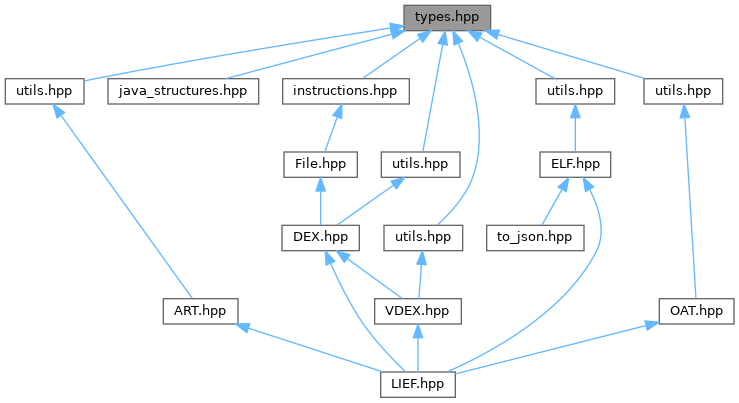 types.hpp
utils.hpp
java_structures.hpp
instructions.hpp
utils.hpp
utils.hpp
File.hpp
utils.hpp
ELF.hpp
DEX.hpp
utils.hpp
to_json.hpp
ART.hpp
VDEX.hpp
OAT.hpp
LIEF.hpp